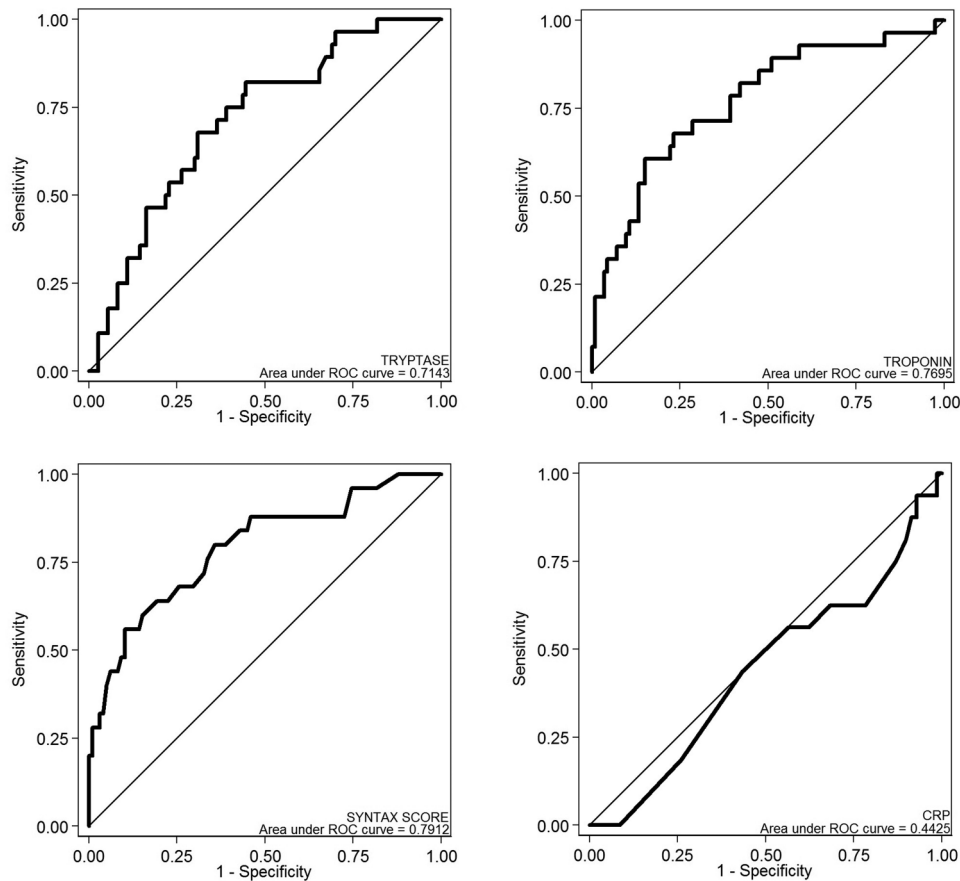 1.00
0.75
0.50
0.25
0.00
Sensitivity
TRYPTASE
Area under ROC curve = 0.7143
0.00 0.25 0.50 0.75 1.00
1 - Specificity
1.00
0.75
0.50
0.25
0.00
Sensitivity
TROPONIN
Area under ROC curve = 0.7695
0.00 0.25 0.50 0.75 1.00
1 - Specificity
1.00
0.75
0.50
0.25
0.00
Sensitivity
SYNTAX SCORE
Area under ROC curve = 0.7912
0.00 0.25 0.50 0.75 1.00
1 - Specificity
1.00
0.75
0.50
0.25
0.00
Sensitivity
CRP
Area under ROC curve = 0.4425
0.00 0.25 0.50 0.75 1.00
1 - Specificity